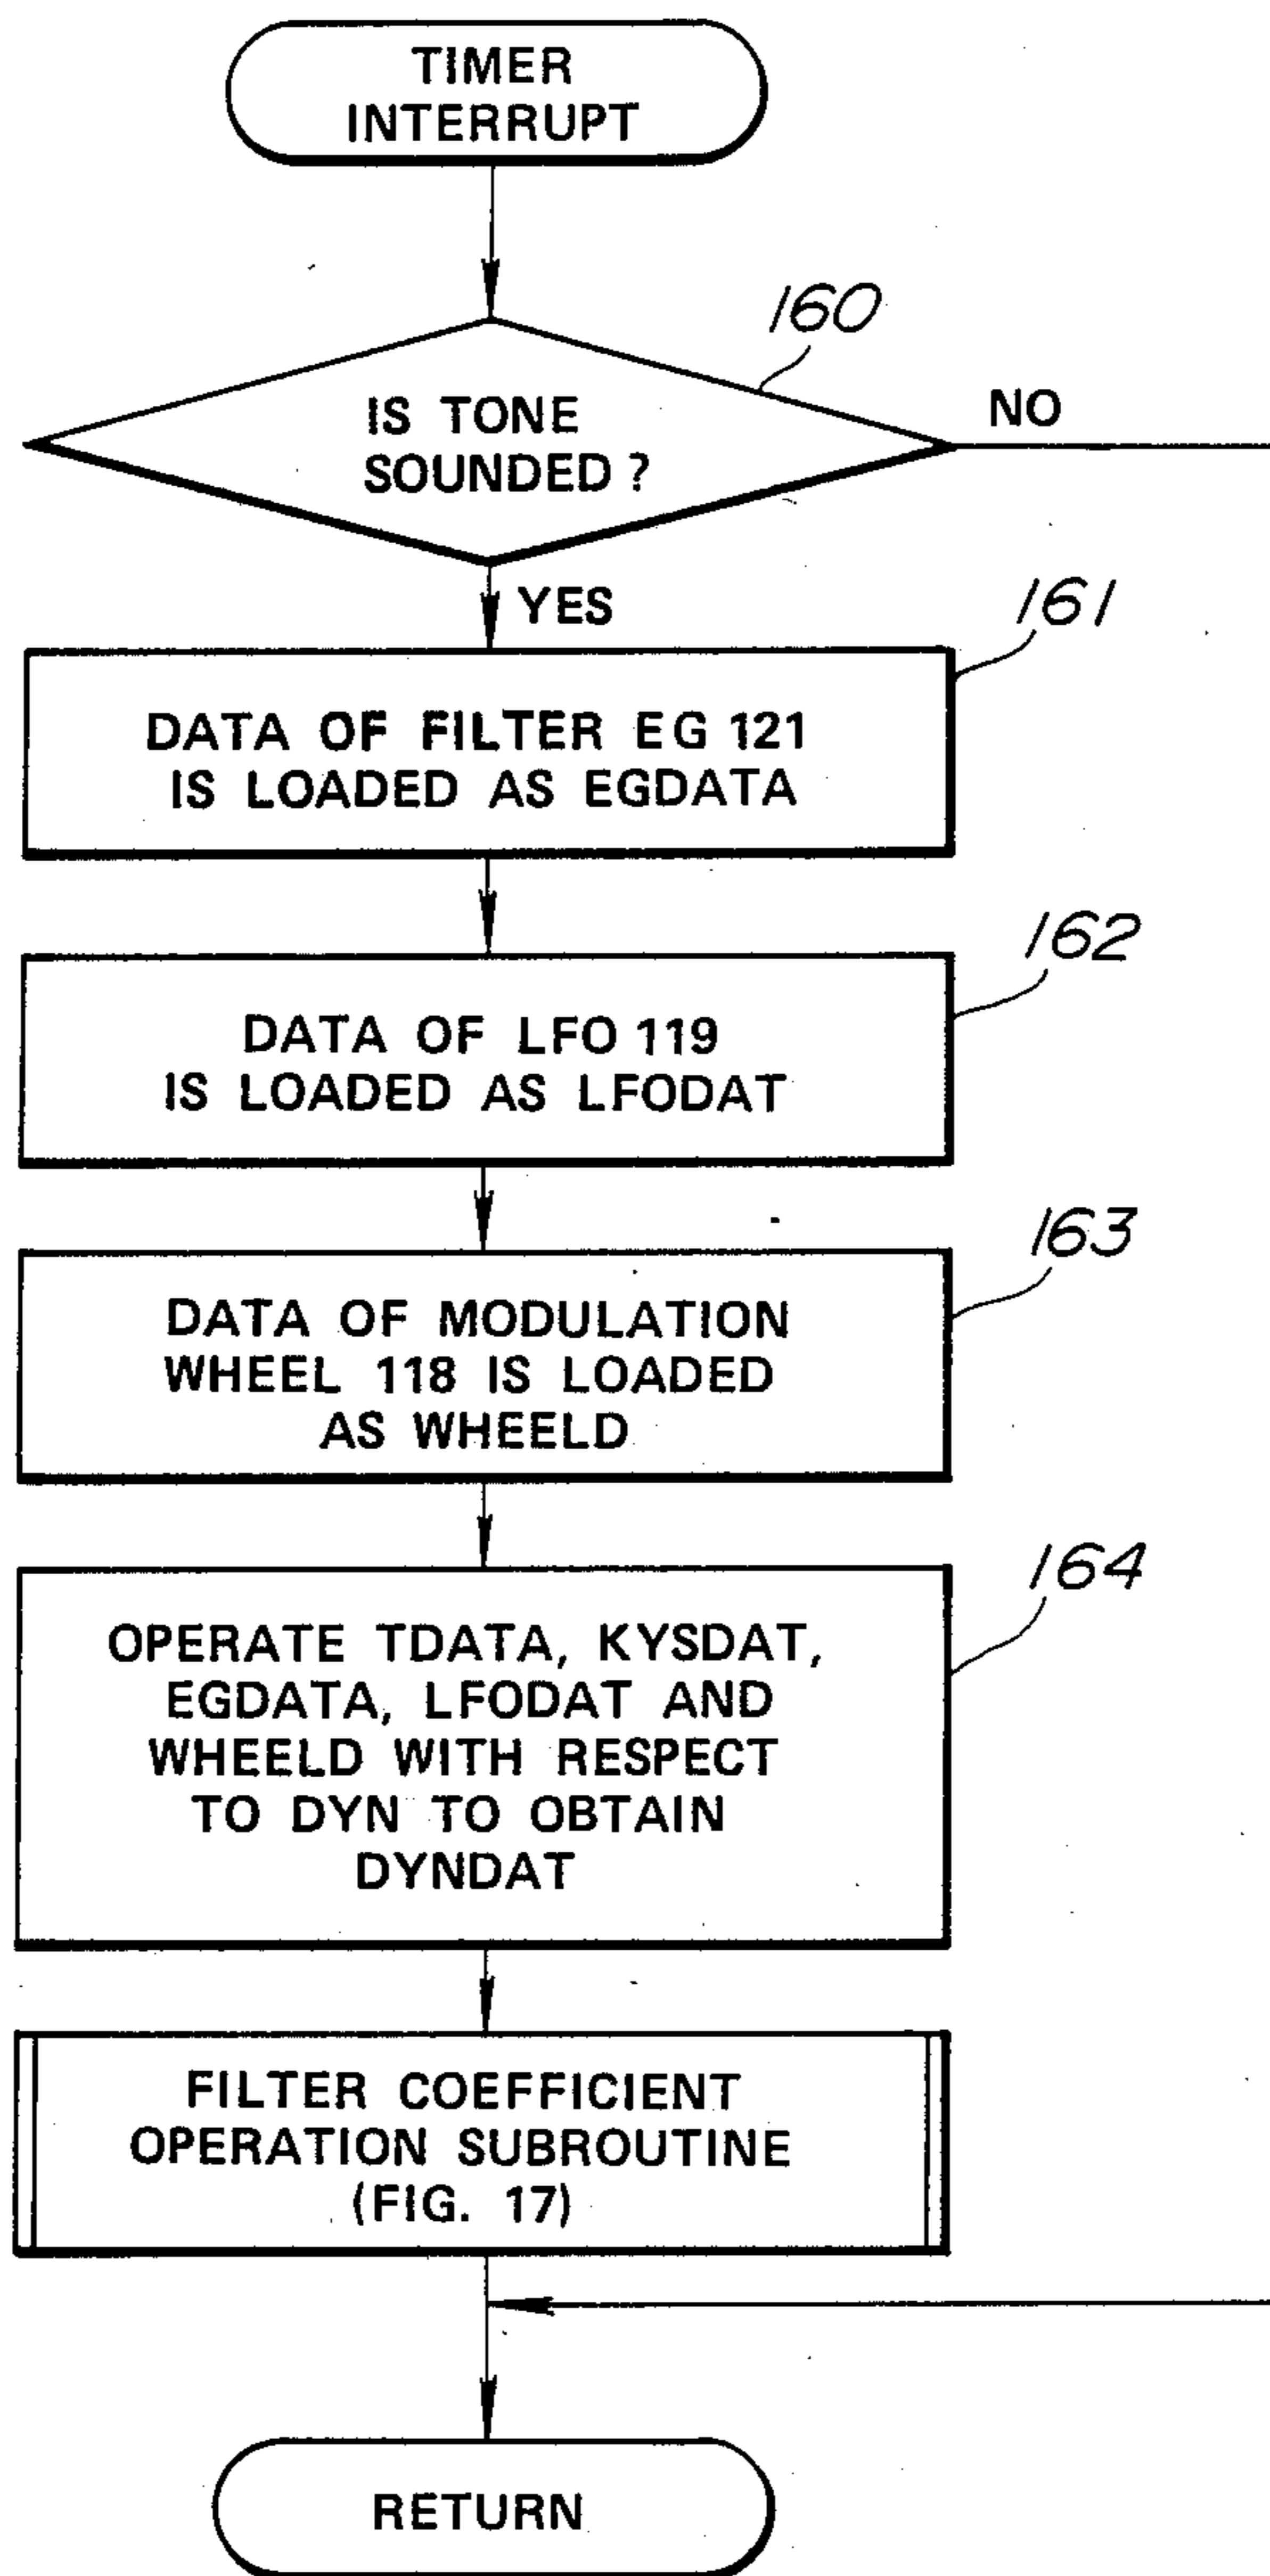 TIMER
INTERRUPT
160
IS TONE
SOUNDED ?
NO
YES
161
DATA OF FILTER EG 121
IS LOADED AS EGDATA
162
DATA OF LFO 119
IS LOADED AS LFODAT
163
DATA OF MODULATION
WHEEL 118 IS LOADED
AS WHEELD
164
OPERATE TDATA, KYSDAT,
EGDATA, LFODAT AND
WHEELD WITH RESPECT
TO DYN TO OBTAIN
DYNDAT
FILTER COEFFICIENT
OPERATION SUBROUTINE
(FIG. 17)
RETURN